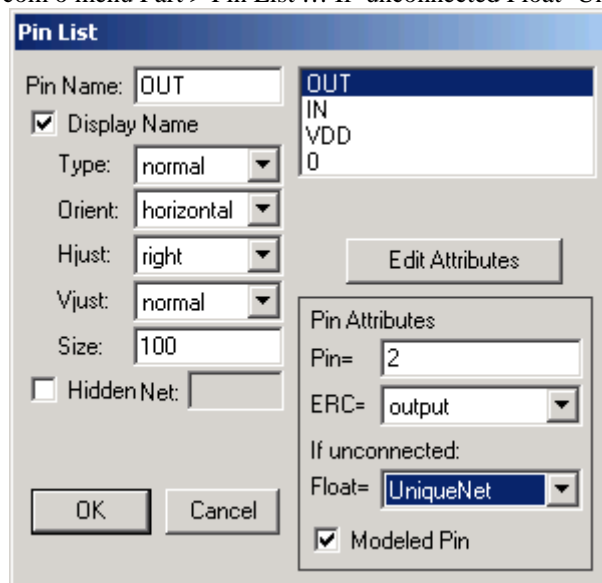 Pin List
Pin Name: OUT
Display Name
Type: normal
Orient: horizontal
Hjust: right
Vjust: normal
Size: 100
Hidden Net:
OK Cancel
OUT
IN
VDD
0
Edit Attributes
Pin Attributes
Pin= 2
ERC= output
If unconnected:
Float= UniqueNet
Modeled Pin